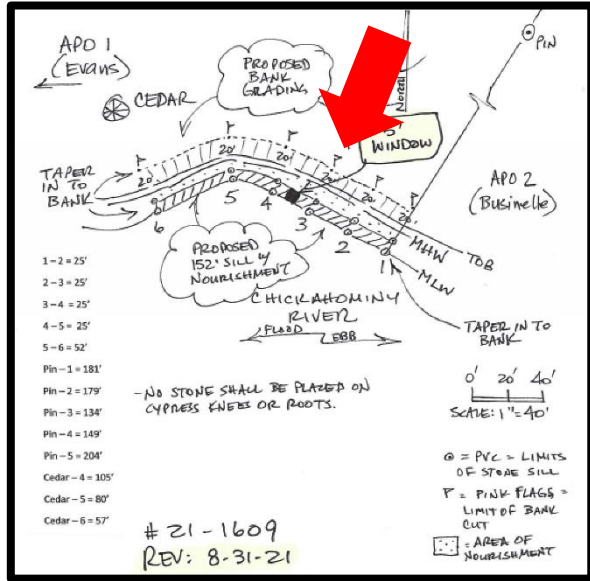 APO 1
(Evans)
CEDAR
PROPOSED
BANK
GRADING
NORTH
PIN
5'
WINDOW
TAPER
IN TO
BANK
20'
20'
20'
20'
20'
APO 2
(Businelle)
6
5
4
3
2
1
MHW
TOB
MLW
PROPOSED
152' SILL w/
NOURISHMENT
CHICKAHOMINY
RIVER
FLOOD
EBB
TAPER IN TO
BANK
1 – 2 = 25'
2 – 3 = 25'
3 – 4 = 25'
4 – 5 = 25'
5 – 6 = 52'
Pin – 1 = 181'
Pin – 2 = 179'
Pin – 3 = 134'
Pin – 4 = 149'
Pin – 5 = 204'
Cedar – 4 = 105'
Cedar – 5 = 80'
Cedar – 6 = 57'
- NO STONE SHALL BE PLACED ON
CYPRESS KNEES OR ROOTS.
0' 20' 40'
SCALE: 1"=40'
= PVC = LIMITS
OF STONE SILL
= PINK FLAGS =
LIMIT OF BANK
CUT
= AREA OF
NOURISHMENT
# 21-1609
REV: 8-31-21